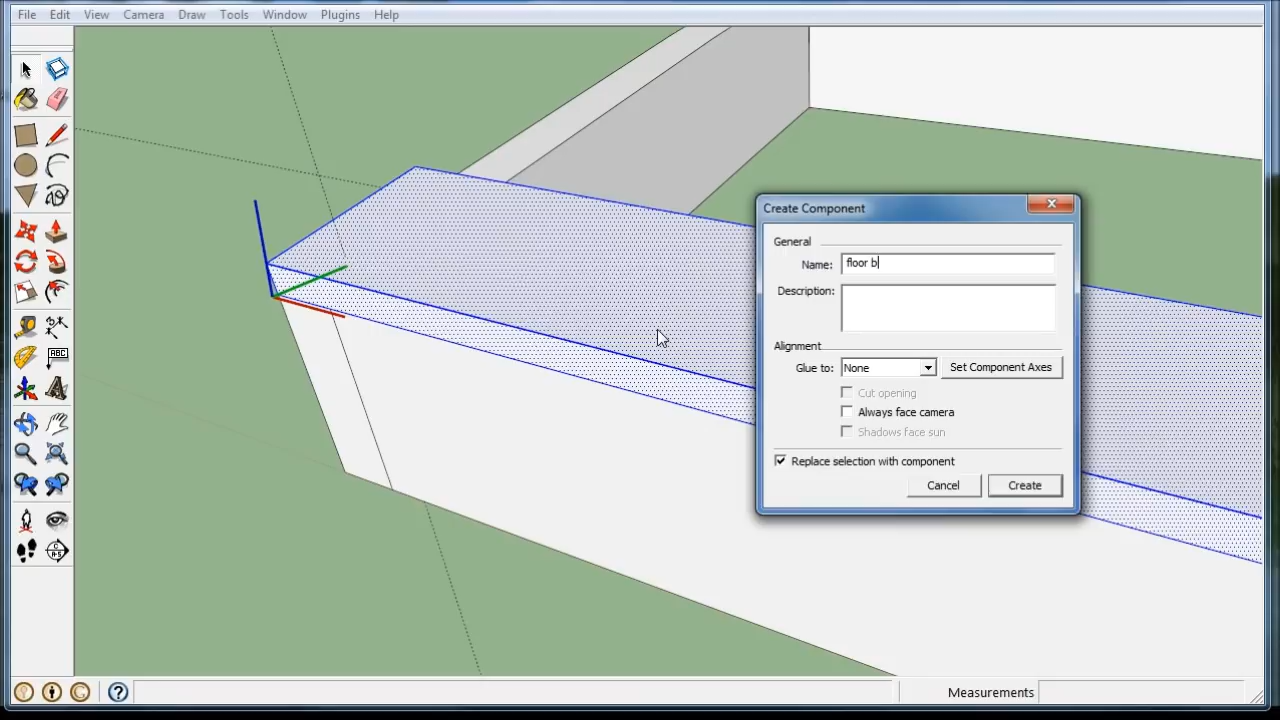 File Edit View Camera Draw Tools Window Plugins Help
Create Component
General
Name: floor b
Description:
Alignment
Glue to: None Set Component Axes
Cut opening
Always face camera
Shadows face sun
Replace selection with component
Cancel Create
ABC
Measurements